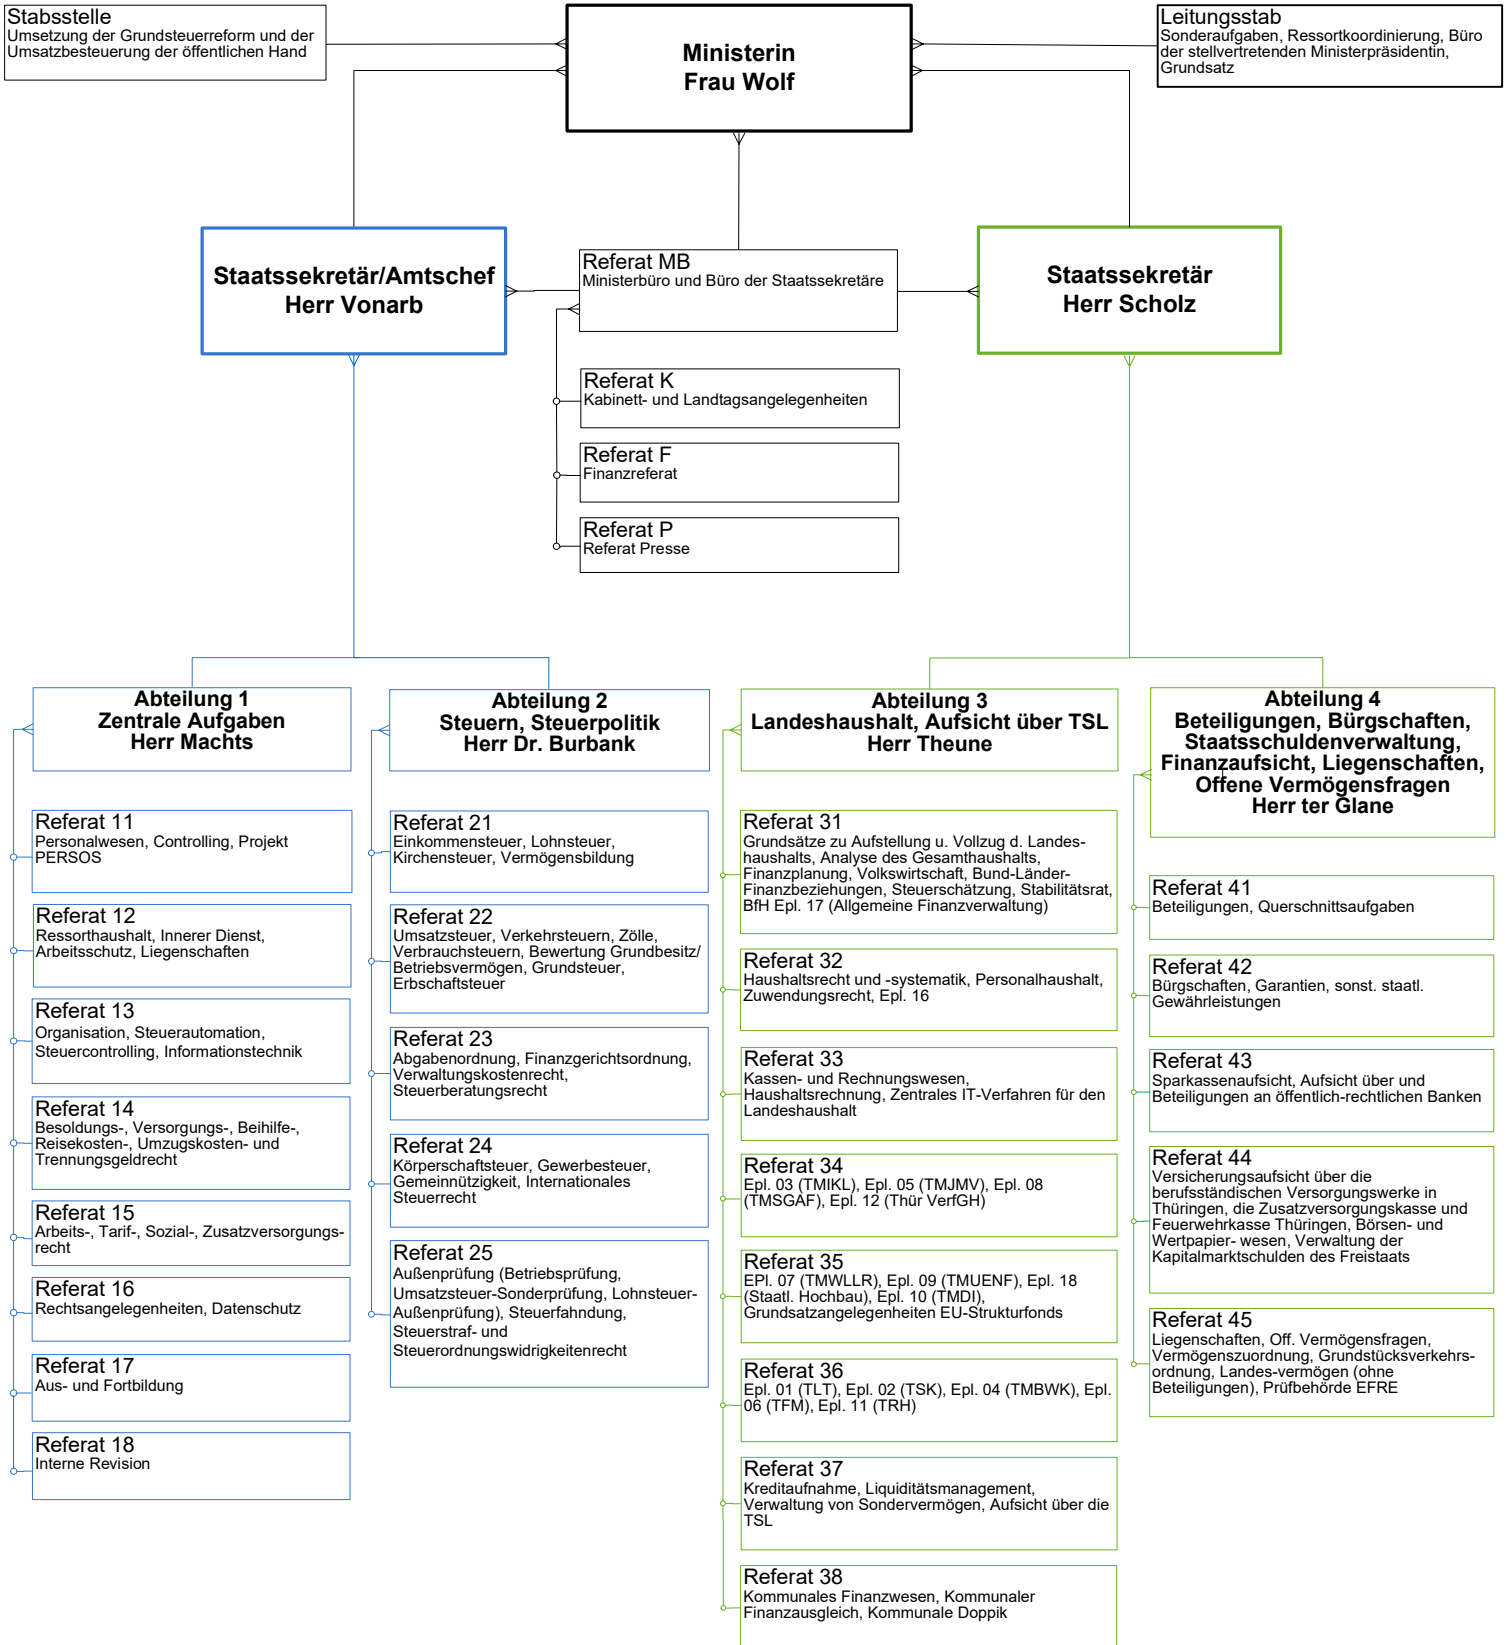 Stabsstelle
Umsetzung der Grundsteuerreform und der
Umsatzbesteuerung der öffentlichen Hand
Ministerin
Frau Wolf
Leitungsstab
Sonderaufgaben, Ressortkoordinierung, Büro
der stellvertretenden Ministerpräsidentin,
Grundsatz
Staatssekretär/Amtschef
Herr Vonarb
Referat MB
Ministerbüro und Büro der Staatssekretäre
Staatssekretär
Herr Scholz
Referat K
Kabinett- und Landtagsangelegenheiten
Referat F
Finanzreferat
Referat P
Referat Presse
Abteilung 1
Zentrale Aufgaben
Herr Machts
Referat 11
Personalwesen, Controlling, Projekt
PERSOS
Referat 12
Ressorthaushalt, Innerer Dienst,
Arbeitsschutz, Liegenschaften
Referat 13
Organisation, Steuerautomation,
Steuercontrolling, Informationstechnik
Referat 14
Besoldungs-, Versorgungs-, Beihilfe-,
Reisekosten-, Umzugskosten- und
Trennungsgeldrecht
Referat 15
Arbeits-, Tarif-, Sozial-, Zusatzversorgungs-
recht
Referat 16
Rechtsangelegenheiten, Datenschutz
Referat 17
Aus- und Fortbildung
Referat 18
Interne Revision
Abteilung 2
Steuern, Steuerpolitik
Herr Dr. Burbank
Referat 21
Einkommensteuer, Lohnsteuer,
Kirchensteuer, Vermögensbildung
Referat 22
Umsatzsteuer, Verkehrsteuern, Zölle,
Verbrauchsteuern, Bewertung Grundbesitz/
Betriebsvermögen, Grundsteuer,
Erbschaftsteuer
Referat 23
Abgabenordnung, Finanzgerichtsordnung,
Verwaltungskostenrecht,
Steuerberatungsrecht
Referat 24
Körperschaftsteuer, Gewerbesteuer,
Gemeinnützigkeit, Internationales
Steuerrecht
Referat 25
Außenprüfung (Betriebsprüfung,
Umsatzsteuer-Sonderprüfung, Lohnsteuer-
Außenprüfung), Steuerfahndung,
Steuerstraf- und
Steuerordnungswidrigkeitenrecht
Abteilung 3
Landeshaushalt, Aufsicht über TSL
Herr Theune
Referat 31
Grundsätze zu Aufstellung u. Vollzug d. Landes-
haushalts, Analyse des Gesamthaushalts,
Finanzplanung, Volkswirtschaft, Bund-Länder-
Finanzbeziehungen, Steuerschätzung, Stabilitätsrat,
BfH Epl. 17 (Allgemeine Finanzverwaltung)
Referat 32
Haushaltsrecht und -systematik, Personalhaushalt,
Zuwendungsrecht, Epl. 16
Referat 33
Kassen- und Rechnungswesen,
Haushaltsrechnung, Zentrales IT-Verfahren für den
Landeshaushalt
Referat 34
Epl. 03 (TMIKL), Epl. 05 (TMJMV), Epl. 08
(TMSGAF), Epl. 12 (Thür VerfGH)
Referat 35
EPl. 07 (TMWLLR), Epl. 09 (TMUENF), Epl. 18
(Staatl. Hochbau), Epl. 10 (TMDI),
Grundsatzangelegenheiten EU-Strukturfonds
Referat 36
Epl. 01 (TLT), Epl. 02 (TSK), Epl. 04 (TMBWK), Epl.
06 (TFM), Epl. 11 (TRH)
Referat 37
Kreditaufnahme, Liquiditätsmanagement,
Verwaltung von Sondervermögen, Aufsicht über die
TSL
Referat 38
Kommunales Finanzwesen, Kommunaler
Finanzausgleich, Kommunale Doppik
Abteilung 4
Beteiligungen, Bürgschaften,
Staatsschuldenverwaltung,
Finanzaufsicht, Liegenschaften,
Offene Vermögensfragen
Herr ter Glane
Referat 41
Beteiligungen, Querschnittsaufgaben
Referat 42
Bürgschaften, Garantien, sonst. staatl.
Gewährleistungen
Referat 43
Sparkassenaufsicht, Aufsicht über und
Beteiligungen an öffentlich-rechtlichen Banken
Referat 44
Versicherungsaufsicht über die
berufsständischen Versorgungswerke in
Thüringen, die Zusatzversorgungskasse und
Feuerwehrkasse Thüringen, Börsen- und
Wertpapier- wesen, Verwaltung der
Kapitalmarktschulden des Freistaats
Referat 45
Liegenschaften, Off. Vermögensfragen,
Vermögenszuordnung, Grundstücksverkehrs-
ordnung, Landes-vermögen (ohne
Beteiligungen), Prüfbehörde EFRE